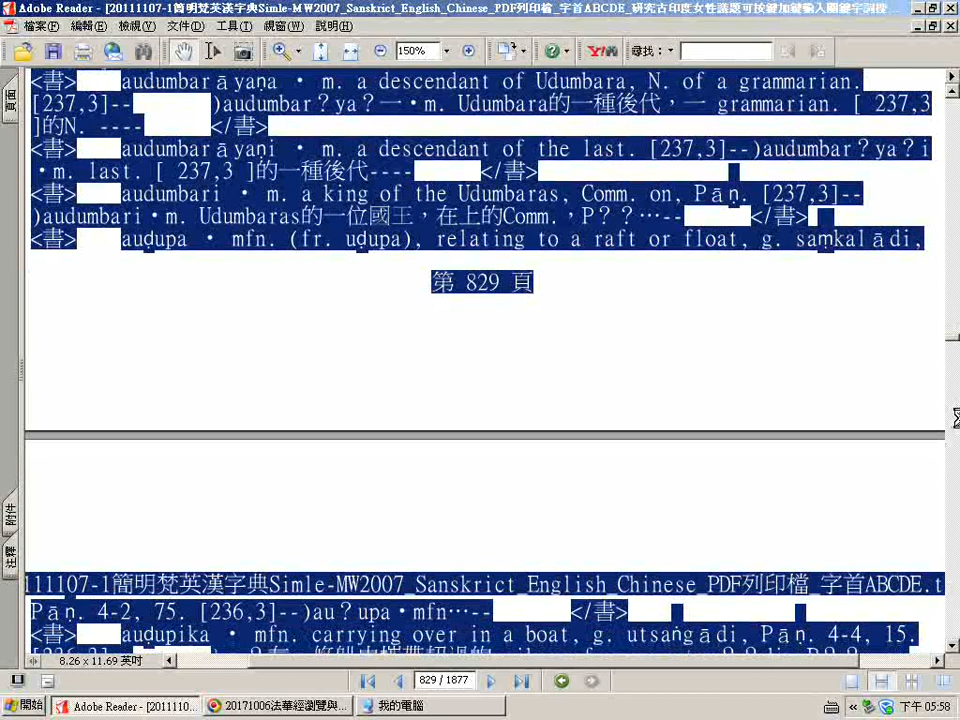 Adobe Reader - [20111107-1簡明梵英漢字典Simle-MW2007_Sanskrict_English_Chinese_PDF列印檔_字首ABCDE_研究古印度女性議題可按鍵加鍵輸入關鍵字詞搜
檔案(F) 編輯(E) 檢視(V) 文件(D) 工具(T) 視窗(W) 說明(H)
150% Y! 尋找：
頁面
<書> audumbarāyaṇa ‧ m. a descendant of Udumbara, N. of a grammarian.
[237,3]-- )audumbar？ya？一‧m. Udumbara的一種後代，一 grammarian. [ 237,3
]的N. ---- </書>
<書> audumbarāyaṇi ‧ m. a descendant of the last. [237,3]--)audumbar？ya？i
‧m. last. [ 237,3 ]的一種後代---- </書>
<書> audumbari ‧ m. a king of the Udumbaras, Comm. on, Pāṇ. [237,3]--
)audumbari‧m. Udumbaras的一位國王，在上的Comm.，P？？…-- </書>
<書> auḍupa ‧ mfn. (fr. uḍupa), relating to a raft or float, g. saṃkalādi,
第 829 頁
附件
注釋
111107-1簡明梵英漢字典Simle-MW2007_Sanskrict_English_Chinese_PDF列印檔_字首ABCDE.t
Pāṇ. 4-2, 75. [236,3]--)au？upa‧mfn…-- </書>
<書> auḍupika ‧ mfn. carrying over in a boat, g. utsaṅgādi, Pāṇ. 4-4, 15.
8.26 x 11.69 英吋
829 / 1877
開始 Adobe Reader - [201110... 20171006法華經瀏覽與... 我的電腦 下午 05:58